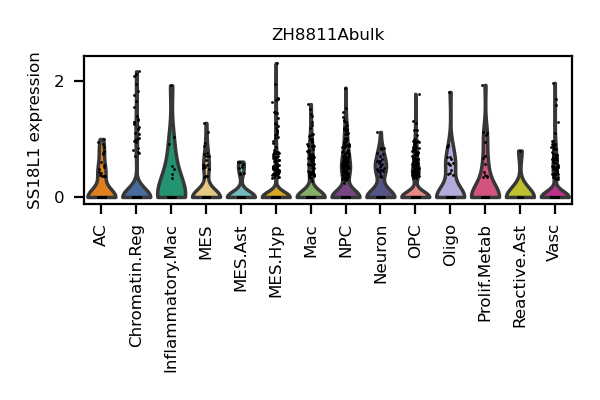 ZH8811Abulk
SS18L1 expression
2
0
AC
Chromatin.Reg
Inflammatory.Mac
MES
MES.Ast
MES.Hyp
Mac
NPC
Neuron
OPC
Oligo
Prolif.Metab
Reactive.Ast
Vasc